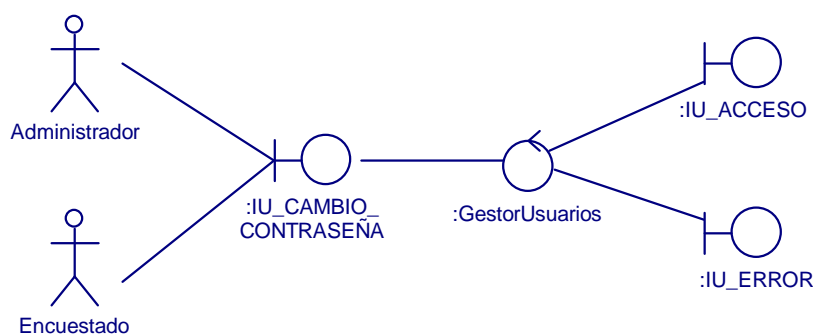 Administrador
:IU_CAMBIO_
CONTRASEÑA
:GestorUsuarios
:IU_ACCESO
:IU_ERROR
Encuestado